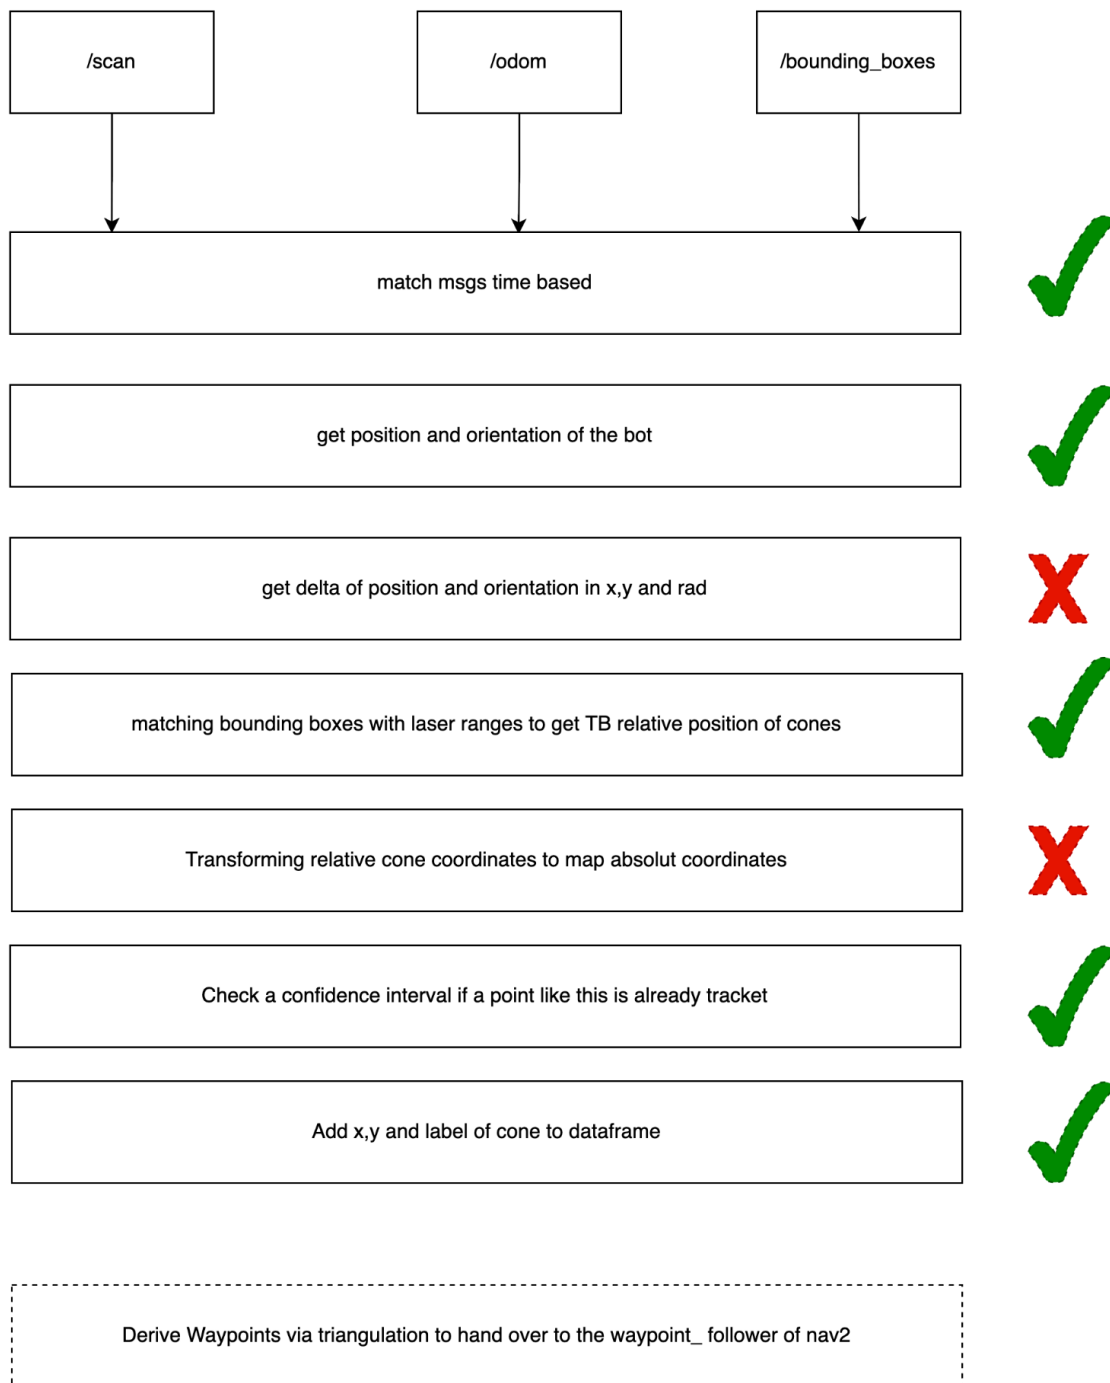 /scan
/odom
/bounding_boxes
match msgs time based
get position and orientation of the bot
get delta of position and orientation in x,y and rad
matching bounding boxes with laser ranges to get TB relative position of cones
Transforming relative cone coordinates to map absolut coordinates
Check a confidence interval if a point like this is already tracket
Add x,y and label of cone to dataframe
Derive Waypoints via triangulation to hand over to the waypoint_ follower of nav2